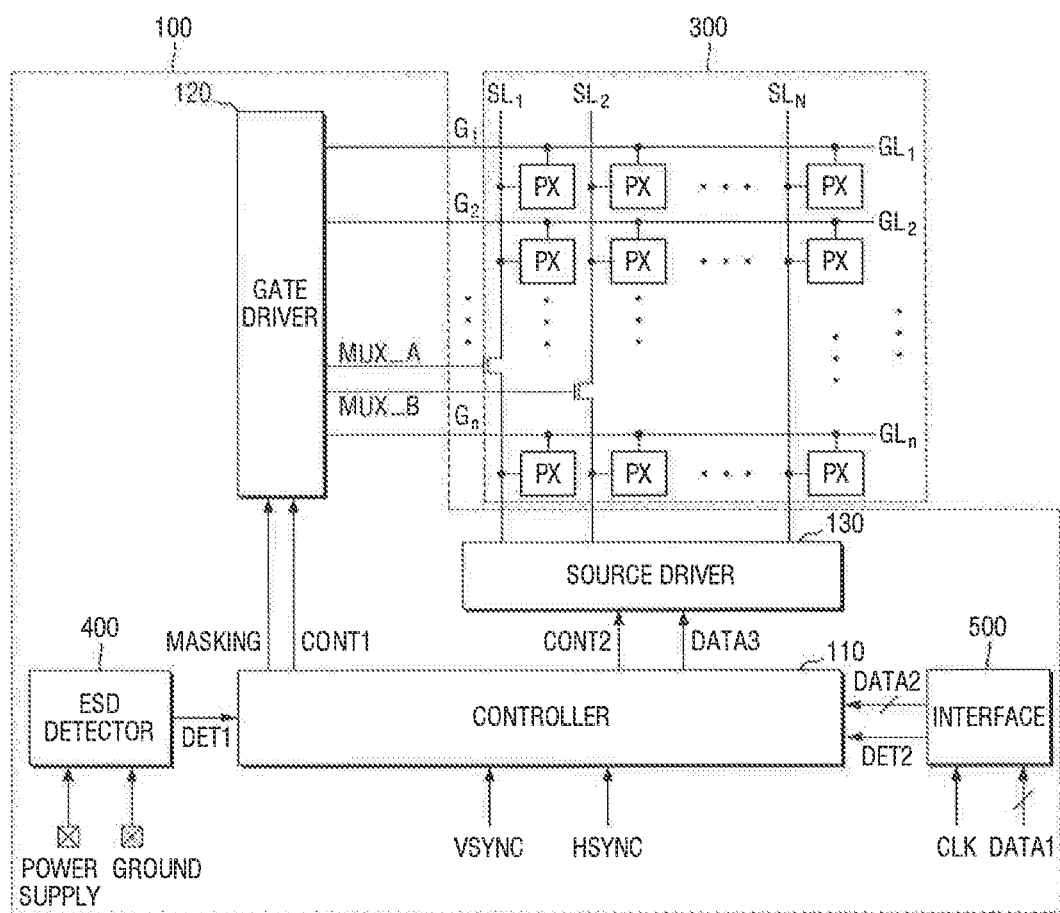 100
300
120
SL1
SL2
SLN
G1
GL1
PX
PX
PX
G2
GL2
PX
PX
PX
GATE
DRIVER
MUX_A
MUX_B
Gn
GLn
PX
PX
PX
130
SOURCE DRIVER
400
MASKING
CONT1
CONT2
DATA3
110
500
ESD
DETECTOR
DET1
CONTROLLER
DATA2
DET2
INTERFACE
POWER
SUPPLY
GROUND
VSYNC
HSYNC
CLK
DATA1